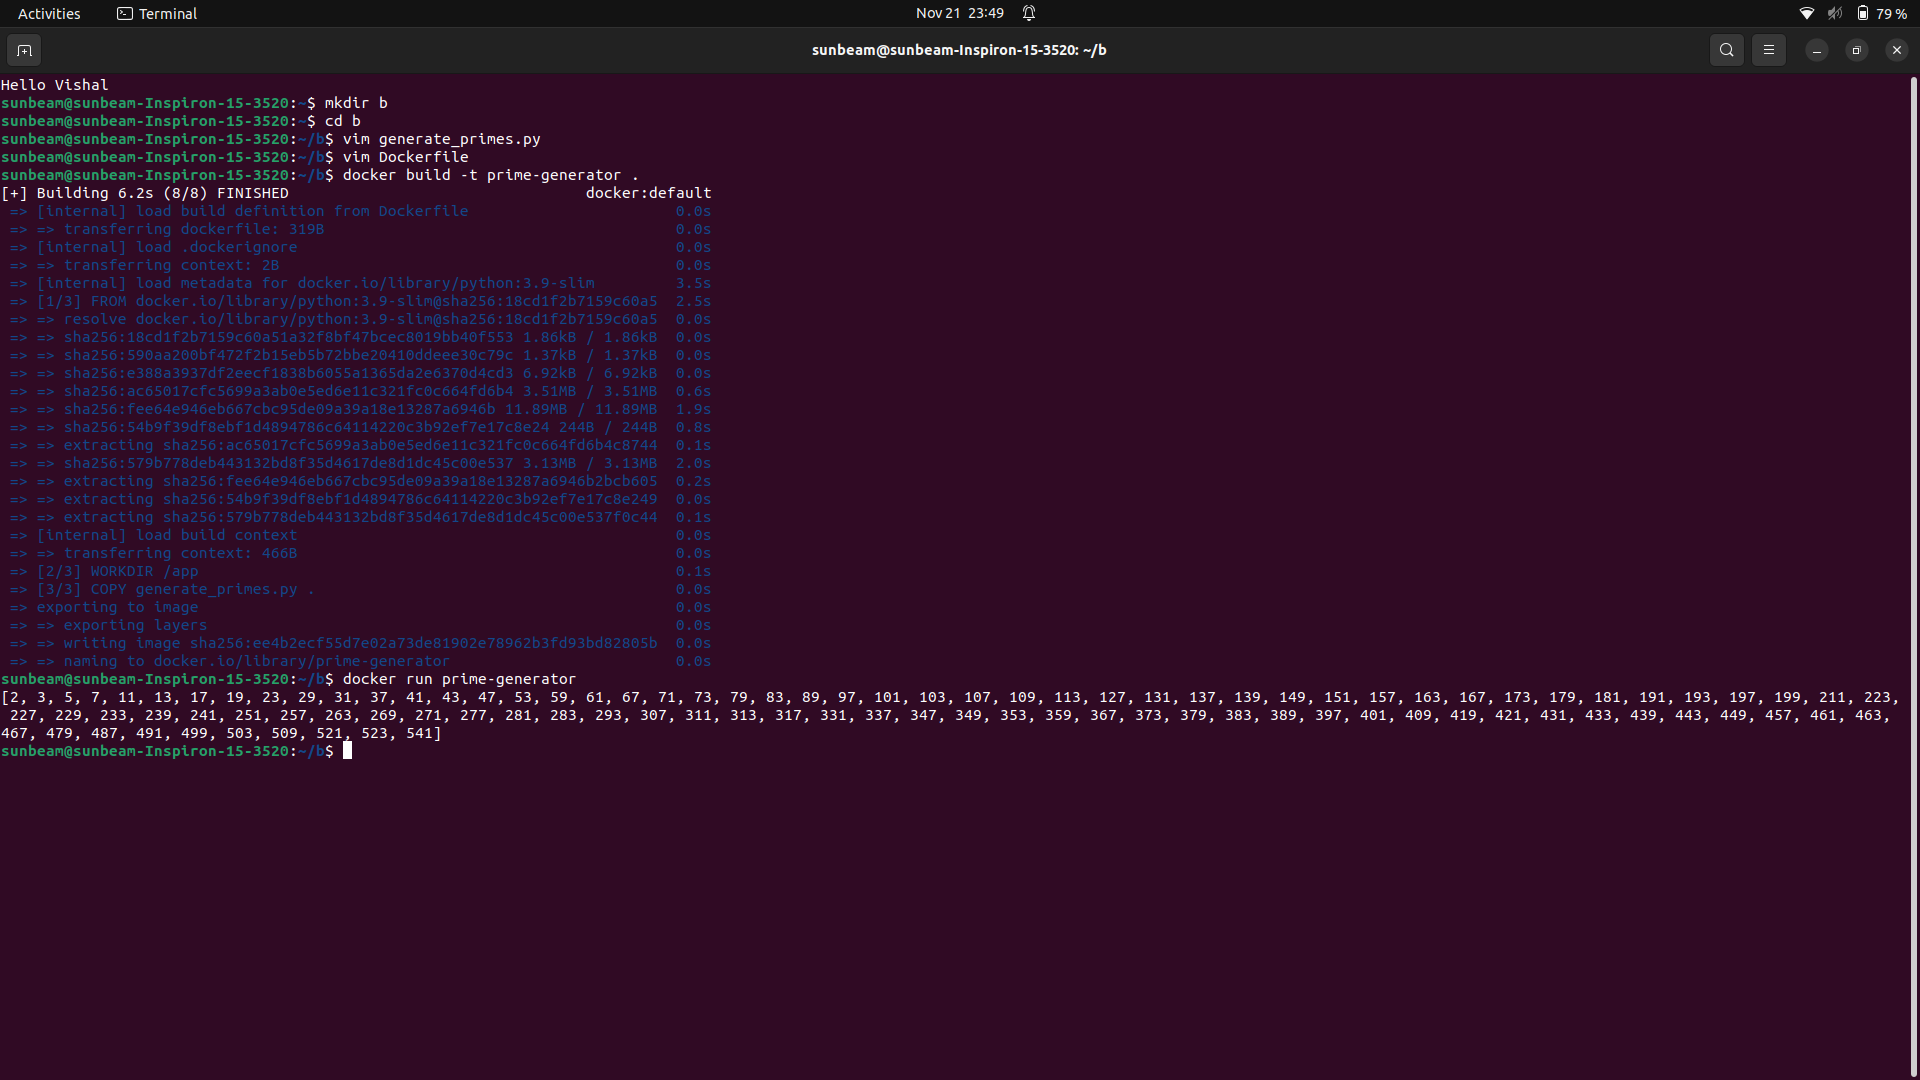 Activities Terminal Nov 21 23:49 79 %
sunbeam@sunbeam-Inspiron-15-3520: ~/b
Hello Vishal
sunbeam@sunbeam-Inspiron-15-3520:~$ mkdir b
sunbeam@sunbeam-Inspiron-15-3520:~$ cd b
sunbeam@sunbeam-Inspiron-15-3520:~/b$ vim generate_primes.py
sunbeam@sunbeam-Inspiron-15-3520:~/b$ vim Dockerfile
sunbeam@sunbeam-Inspiron-15-3520:~/b$ docker build -t prime-generator .
[+] Building 6.2s (8/8) FINISHED docker:default
=> [internal] load build definition from Dockerfile 0.0s
=> => transferring dockerfile: 319B 0.0s
=> [internal] load .dockerignore 0.0s
=> => transferring context: 2B 0.0s
=> [internal] load metadata for docker.io/library/python:3.9-slim 3.5s
=> [1/3] FROM docker.io/library/python:3.9-slim@sha256:18cd1f2b7159c60a5 2.5s
=> => resolve docker.io/library/python:3.9-slim@sha256:18cd1f2b7159c60a5 0.0s
=> => sha256:18cd1f2b7159c60a51a32f8bf47bcec8019bb40f553 1.86kB / 1.86kB 0.0s
=> => sha256:590aa200bf472f2b15eb5b72bbe20410ddeee30c79c 1.37kB / 1.37kB 0.0s
=> => sha256:e388a3937df2eecf1838b6055a1365da2e6370d4cd3 6.92kB / 6.92kB 0.0s
=> => sha256:ac65017cfc5699a3ab0e5ed6e11c321fc0c664fd6b4 3.51MB / 3.51MB 0.6s
=> => sha256:fee64e946eb667cbc95de09a39a18e13287a6946b 11.89MB / 11.89MB 1.9s
=> => sha256:54b9f39df8ebf1d4894786c64114220c3b92ef7e17c8e24 244B / 244B 0.8s
=> => extracting sha256:ac65017cfc5699a3ab0e5ed6e11c321fc0c664fd6b4c8744 0.1s
=> => sha256:579b778deb443132bd8f35d4617de8d1dc45c00e537 3.13MB / 3.13MB 2.0s
=> => extracting sha256:fee64e946eb667cbc95de09a39a18e13287a6946b2bcb605 0.2s
=> => extracting sha256:54b9f39df8ebf1d4894786c64114220c3b92ef7e17c8e249 0.0s
=> => extracting sha256:579b778deb443132bd8f35d4617de8d1dc45c00e537f0c44 0.1s
=> [internal] load build context 0.0s
=> => transferring context: 466B 0.0s
=> [2/3] WORKDIR /app 0.1s
=> [3/3] COPY generate_primes.py . 0.0s
=> exporting to image 0.0s
=> => exporting layers 0.0s
=> => writing image sha256:ee4b2ecf55d7e02a73de81902e78962b3fd93bd82805b 0.0s
=> => naming to docker.io/library/prime-generator 0.0s
sunbeam@sunbeam-Inspiron-15-3520:~/b$ docker run prime-generator
[2, 3, 5, 7, 11, 13, 17, 19, 23, 29, 31, 37, 41, 43, 47, 53, 59, 61, 67, 71, 73, 79, 83, 89, 97, 101, 103, 107, 109, 113, 127, 131, 137, 139, 149, 151, 157, 163, 167, 173, 179, 181, 191, 193, 197, 199, 211, 223,
227, 229, 233, 239, 241, 251, 257, 263, 269, 271, 277, 281, 283, 293, 307, 311, 313, 317, 331, 337, 347, 349, 353, 359, 367, 373, 379, 383, 389, 397, 401, 409, 419, 421, 431, 433, 439, 443, 449, 457, 461, 463,
467, 479, 487, 491, 499, 503, 509, 521, 523, 541]
sunbeam@sunbeam-Inspiron-15-3520:~/b$